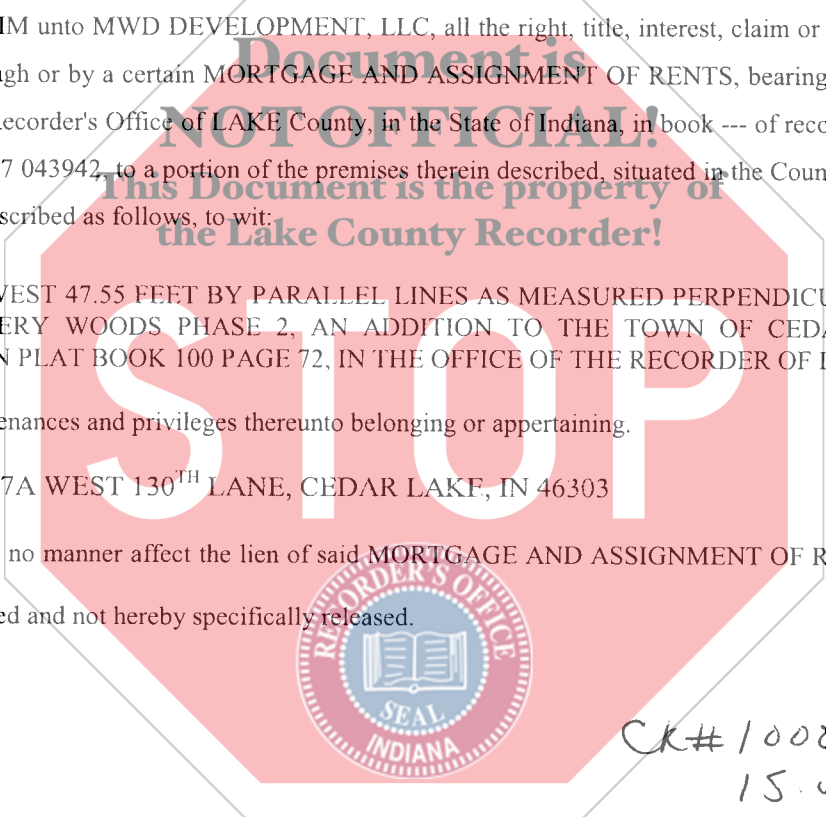 IM unto MWD DEVELOPMENT, LLC, all the right, title, interest, claim or
Document is
gh or by a certain MORTGAGE AND ASSIGNMENT OF RENTS, bearing
NOT OFFICIAL!
ecorder's Office of LAKE County, in the State of Indiana, in book --- of reco
7 043942, to a portion of the premises therein described, situated in the Coun
This Document is the property of
scribed as follows, to wit:
the Lake County Recorder!
VEST 47.55 FEET BY PARALLEL LINES AS MEASURED PERPENDICU
ERY WOODS PHASE 2, AN ADDITION TO THE TOWN OF CEDA
N PLAT BOOK 100 PAGE 72, IN THE OFFICE OF THE RECORDER OF
STOP
enances and privileges thereunto belonging or appertaining.
7A WEST 130TH LANE, CEDAR LAKE, IN 46303
no manner affect the lien of said MORTGAGE AND ASSIGNMENT OF R
ed and not hereby specifically released.
RECORDER'S OFFICE
SEAL
INDIANA
CK# 100
15.